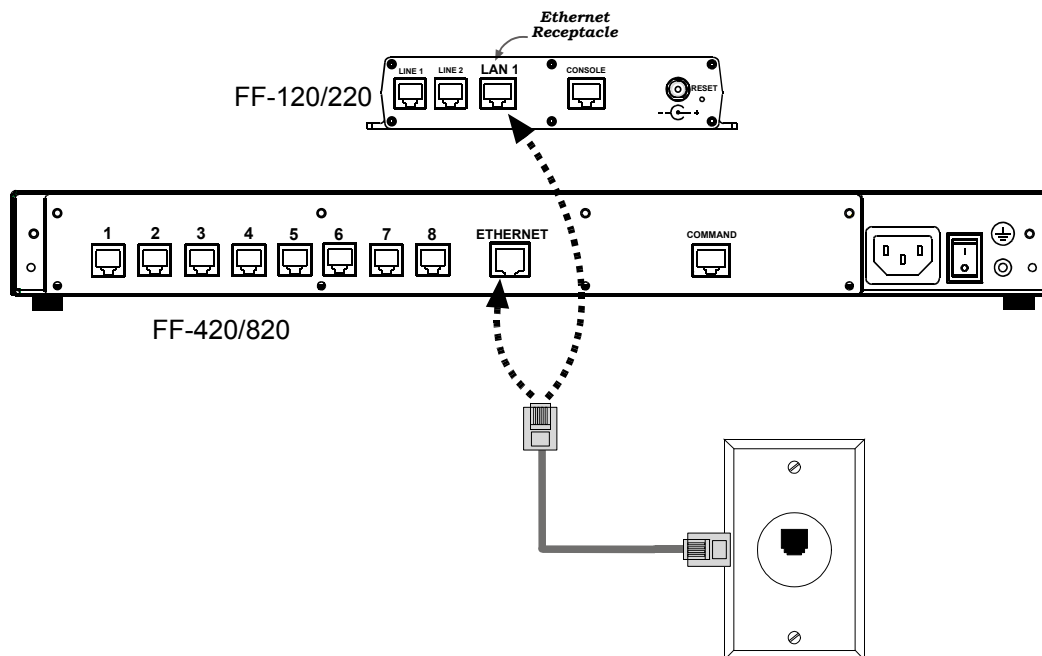 Ethernet
Receptacle
LINE 1 LINE 2 LAN 1 CONSOLE
RESET
FF-120/220
- +
1 2 3 4 5 6 7 8 ETHERNET COMMAND
I
O
FF-420/820